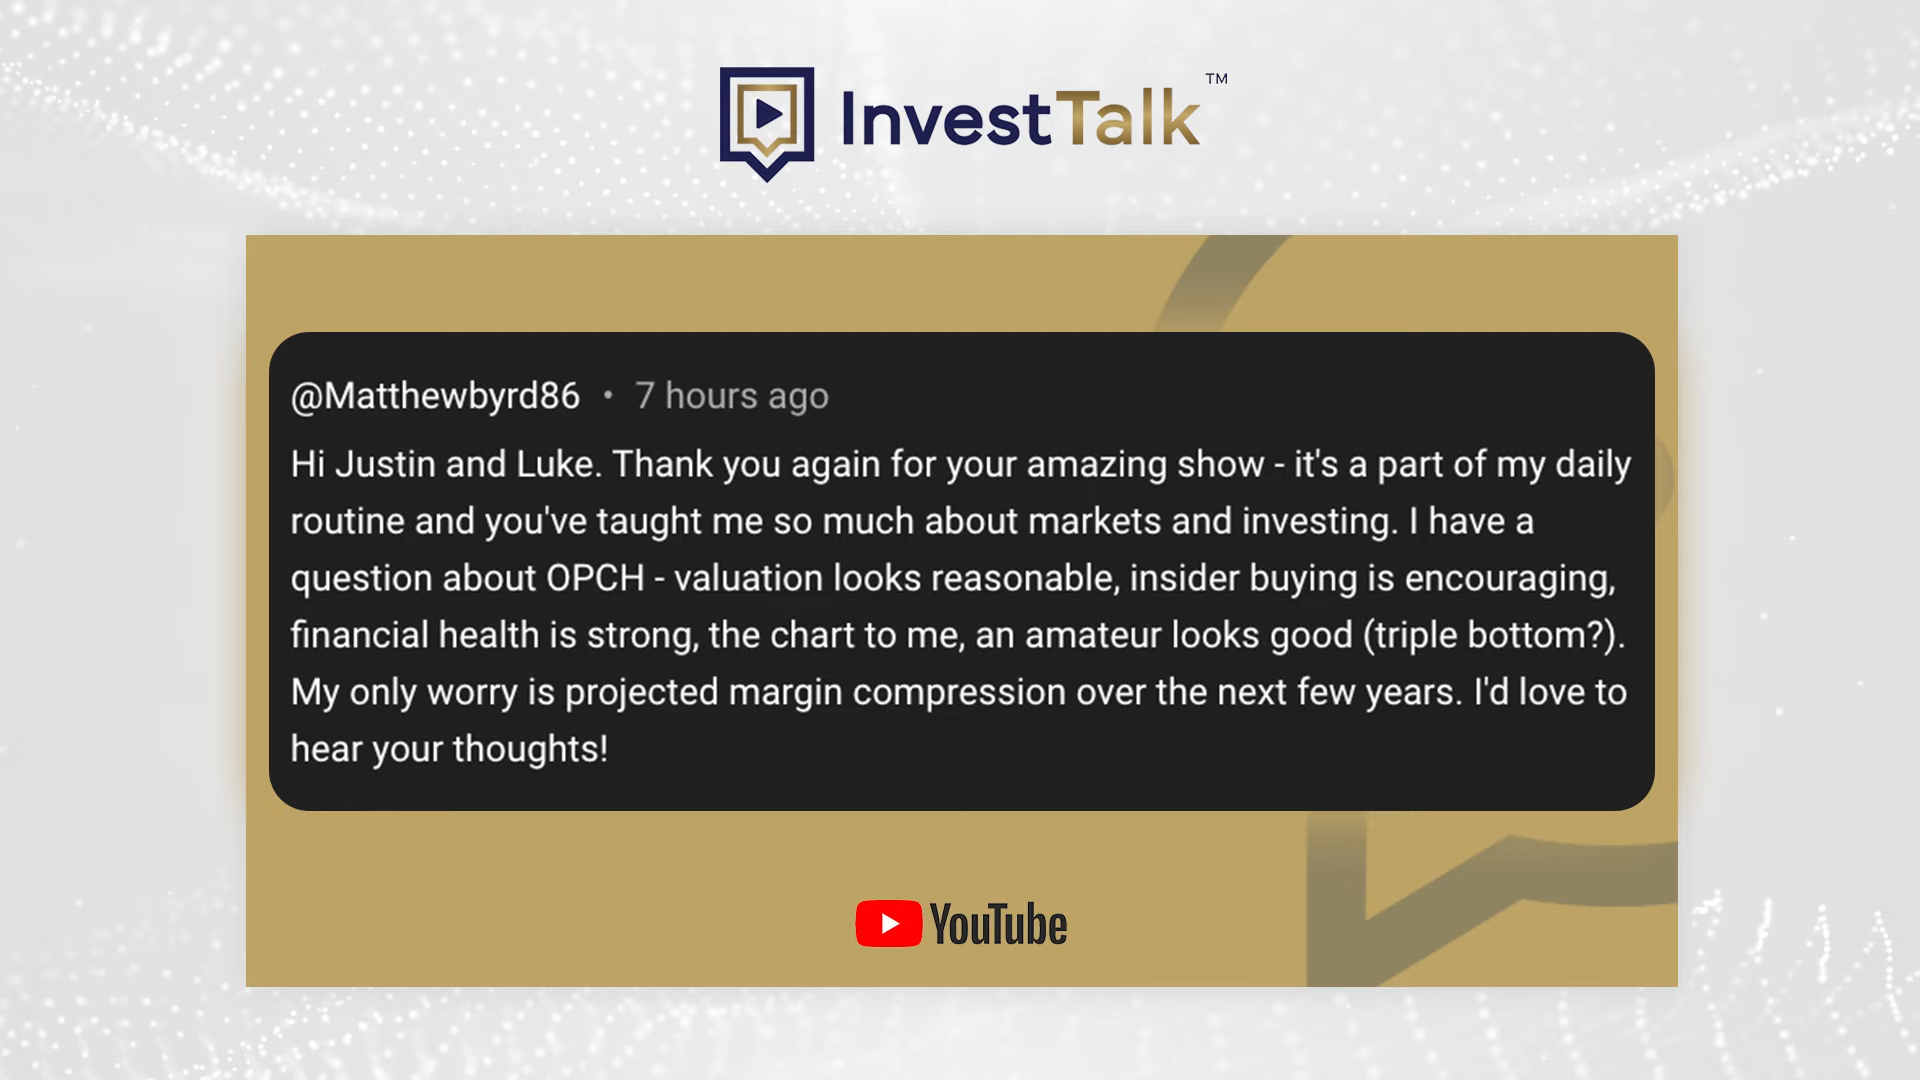 InvestTalk™
@Matthewbyrd86 • 7 hours ago
Hi Justin and Luke. Thank you again for your amazing show - it's a part of my daily
routine and you've taught me so much about markets and investing. I have a
question about OPCH - valuation looks reasonable, insider buying is encouraging,
financial health is strong, the chart to me, an amateur looks good (triple bottom?).
My only worry is projected margin compression over the next few years. I'd love to
hear your thoughts!
YouTube